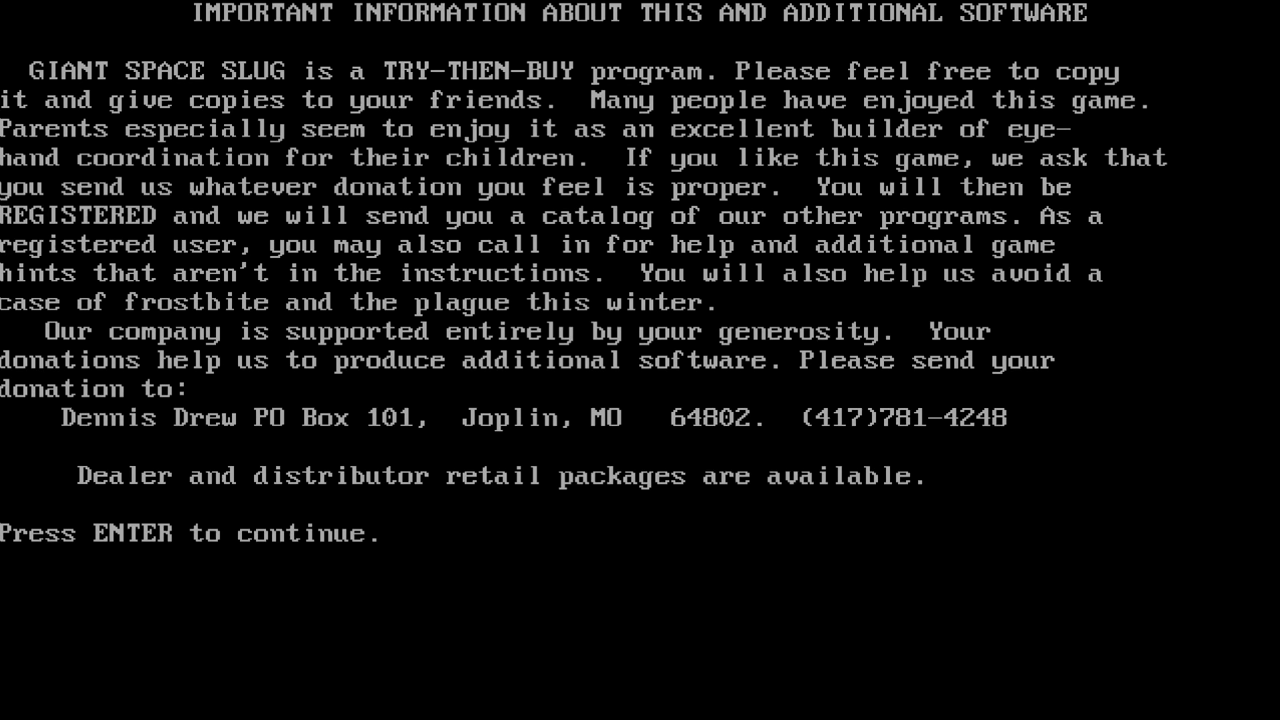 IMPORTANT INFORMATION ABOUT THIS AND ADDITIONAL SOFTWARE
GIANT SPACE SLUG is a TRY-THEN-BUY program. Please feel free to copy
it and give copies to your friends.  Many people have enjoyed this game.
Parents especially seem to enjoy it as an excellent builder of eye-
hand coordination for their children.  If you like this game, we ask that
you send us whatever donation you feel is proper.  You will then be
REGISTERED and we will send you a catalog of our other programs. As a
registered user, you may also call in for help and additional game
hints that aren't in the instructions.  You will also help us avoid a
case of frostbite and the plague this winter.
Our company is supported entirely by your generosity.  Your
donations help us to produce additional software. Please send your
donation to:
Dennis Drew PO Box 101,  Joplin, MO   64802.  (417)781-4248
Dealer and distributor retail packages are available.
Press ENTER to continue.